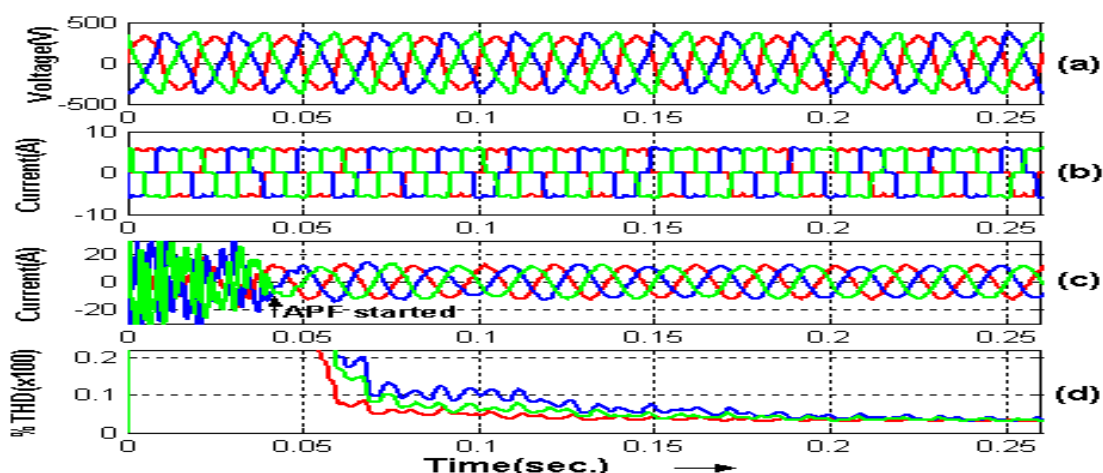 500
0
-500
Voltage(V)
(a)
0 0.05 0.1 0.15 0.2 0.25
10
0
-10
Current(A)
(b)
0 0.05 0.1 0.15 0.2 0.25
20
0
-20
Current(A)
(c)
APF started
0 0.05 0.1 0.15 0.2 0.25
0.2
0.1
0
% THD(x100)
(d)
0 0.05 0.1 0.15 0.2 0.25
Time(sec.)